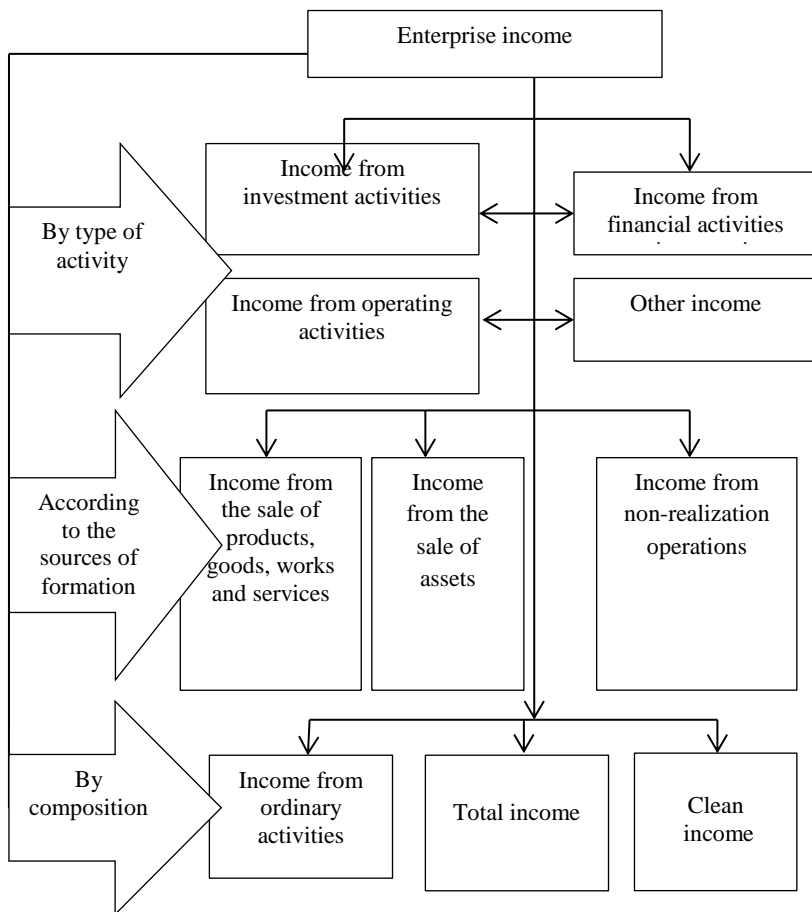 Enterprise income
By type of
activity
Income from
investment activities
Income from
financial activities
Income from operating
activities
Other income
According
to the
sources of
formation
Income from
the sale of
products,
goods, works
and services
Income
from the
sale of
assets
Income from
non-realization
operations
By
composition
Income from
ordinary
activities
Total income
Clean
income